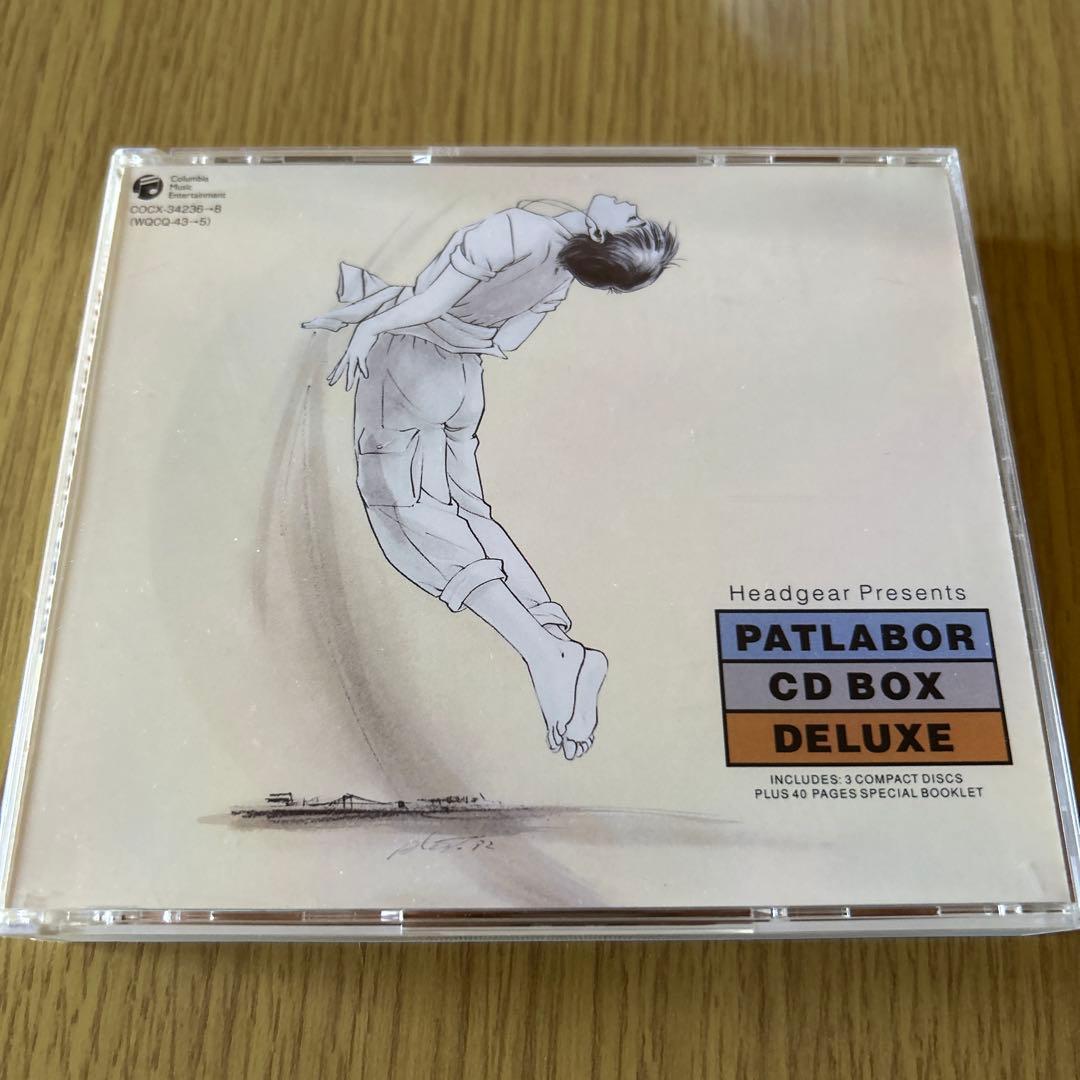 Columbia
Music
Entertainment
COCX-34236→8
(WQCQ-43→5)
Headgear Presents
PATLABOR
CD BOX
DELUXE
INCLUDES: 3 COMPACT DISCS
PLUS 40 PAGES SPECIAL BOOKLET